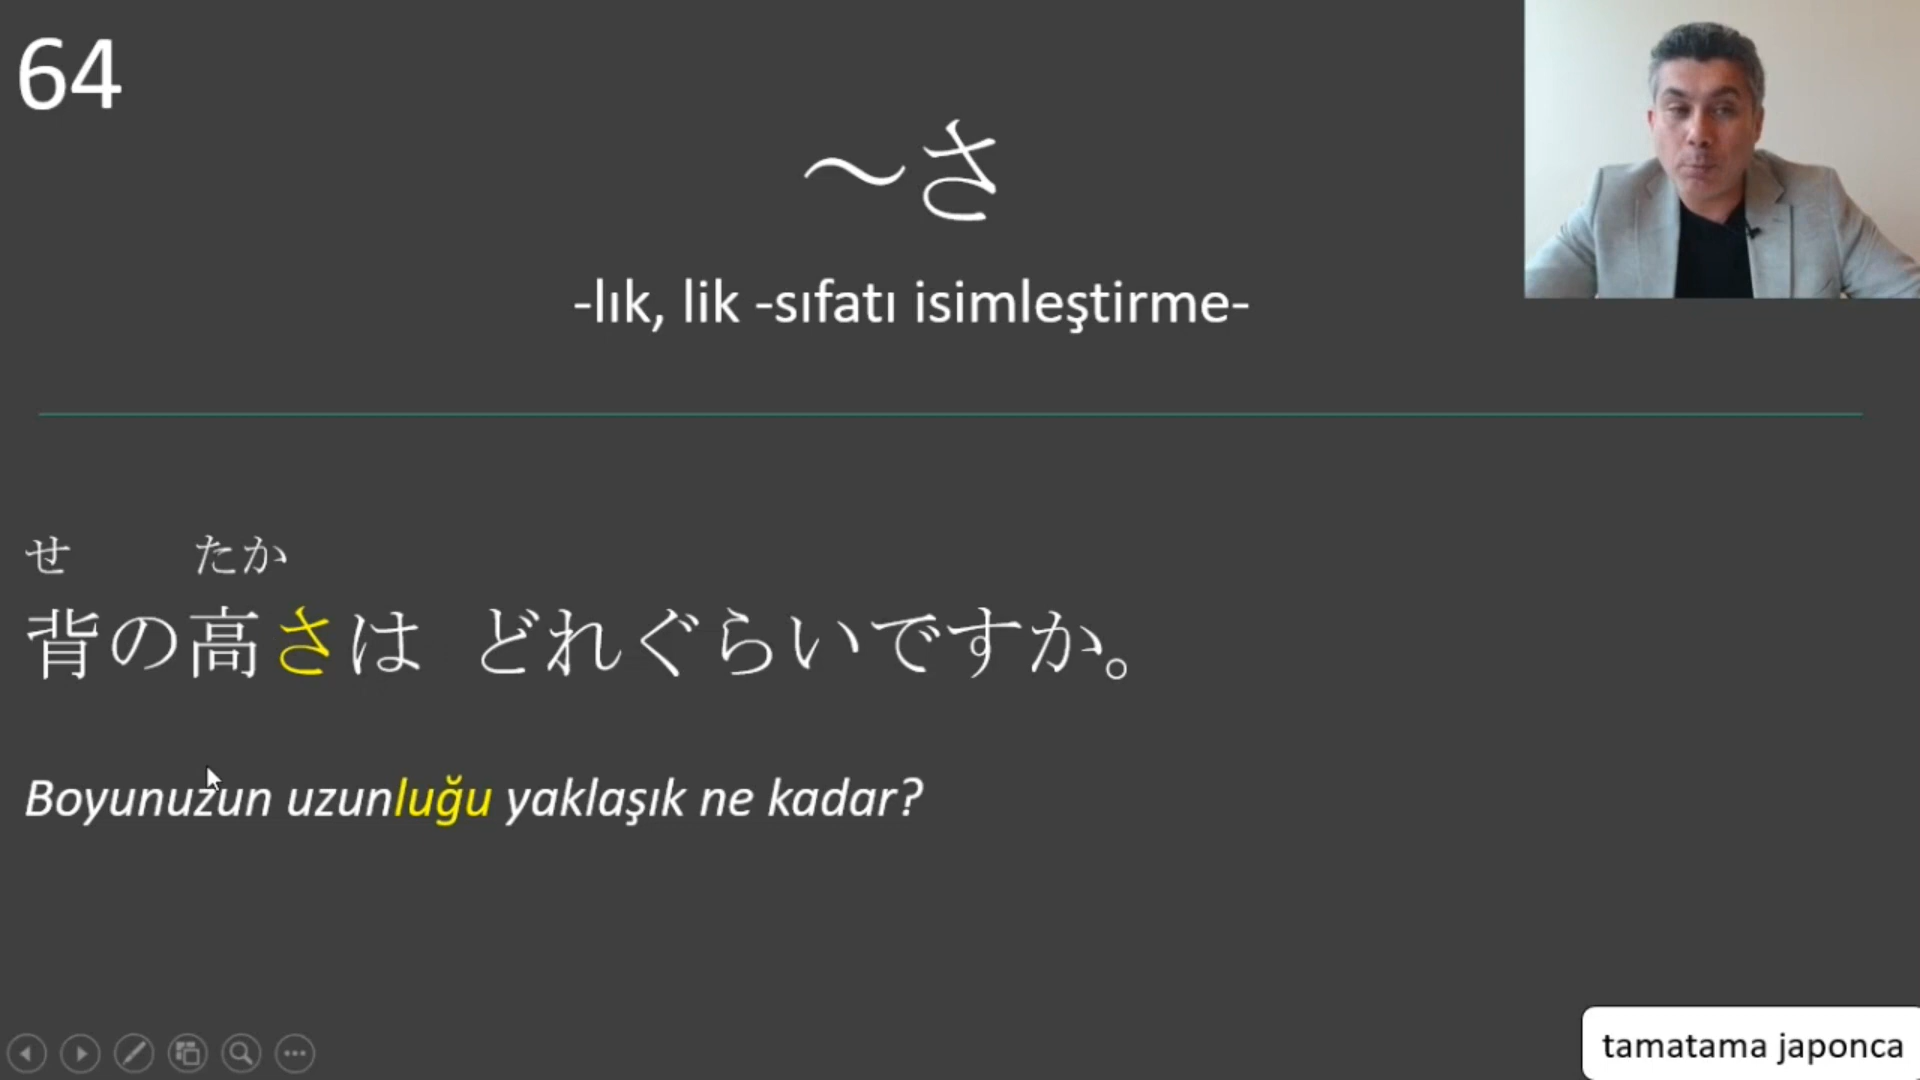 64
～さ
-lık, lik -sıfatı isimleştirme-
せ たか
背の高さは どれぐらいですか。
Boyunuzun uzunluğu yaklaşık ne kadar?
tamatama japonca